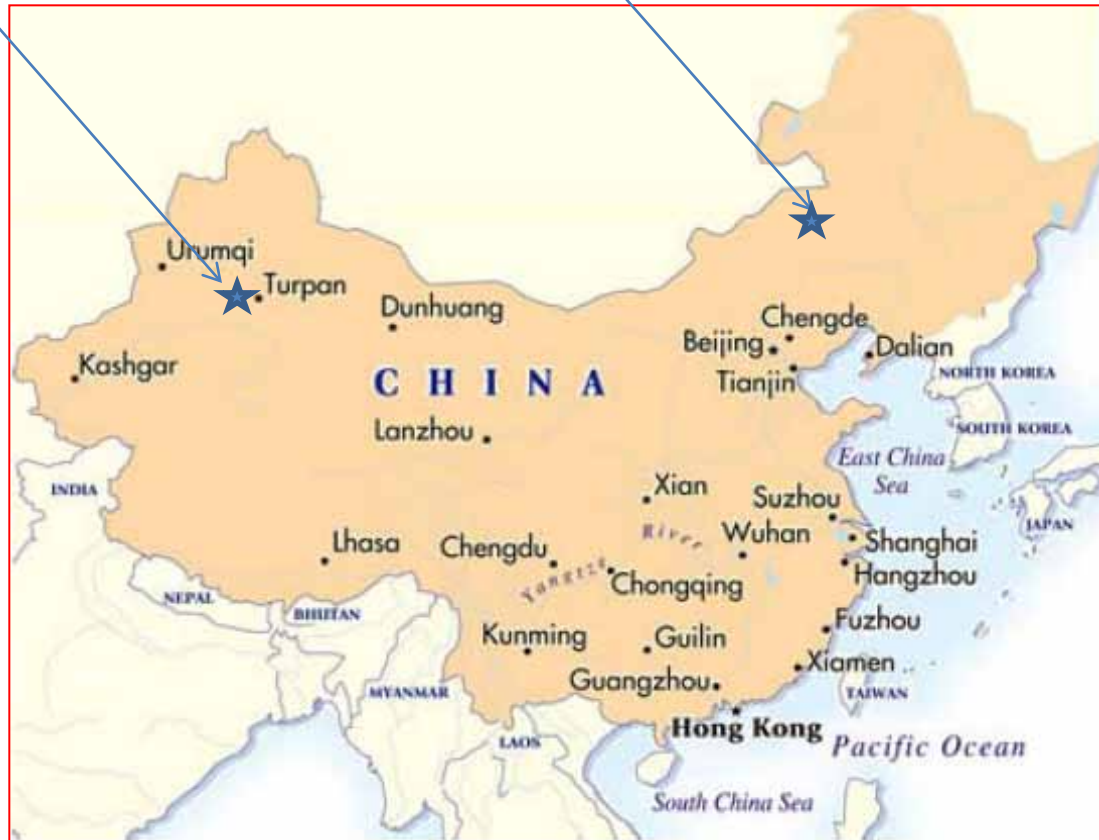 Urumqi
Turpan
Dunhuang
Chengde
Beijing
Dalian
Kashgar
Tianjin
NORTH KOREA
CHINA
Lanzhou
SOUTH KOREA
East China
Sea
INDIA
Xian
Suzhou
JAPAN
River
Wuhan
Lhasa
Chengdu
Shanghai
Yangtze
Chongqing
Hangzhou
NEPAL
BHUTAN
Fuzhou
Kunming
Guilin
Xiamen
Guangzhou
MYANMAR
TAIWAN
Hong Kong
LAOS
Pacific Ocean
South China Sea